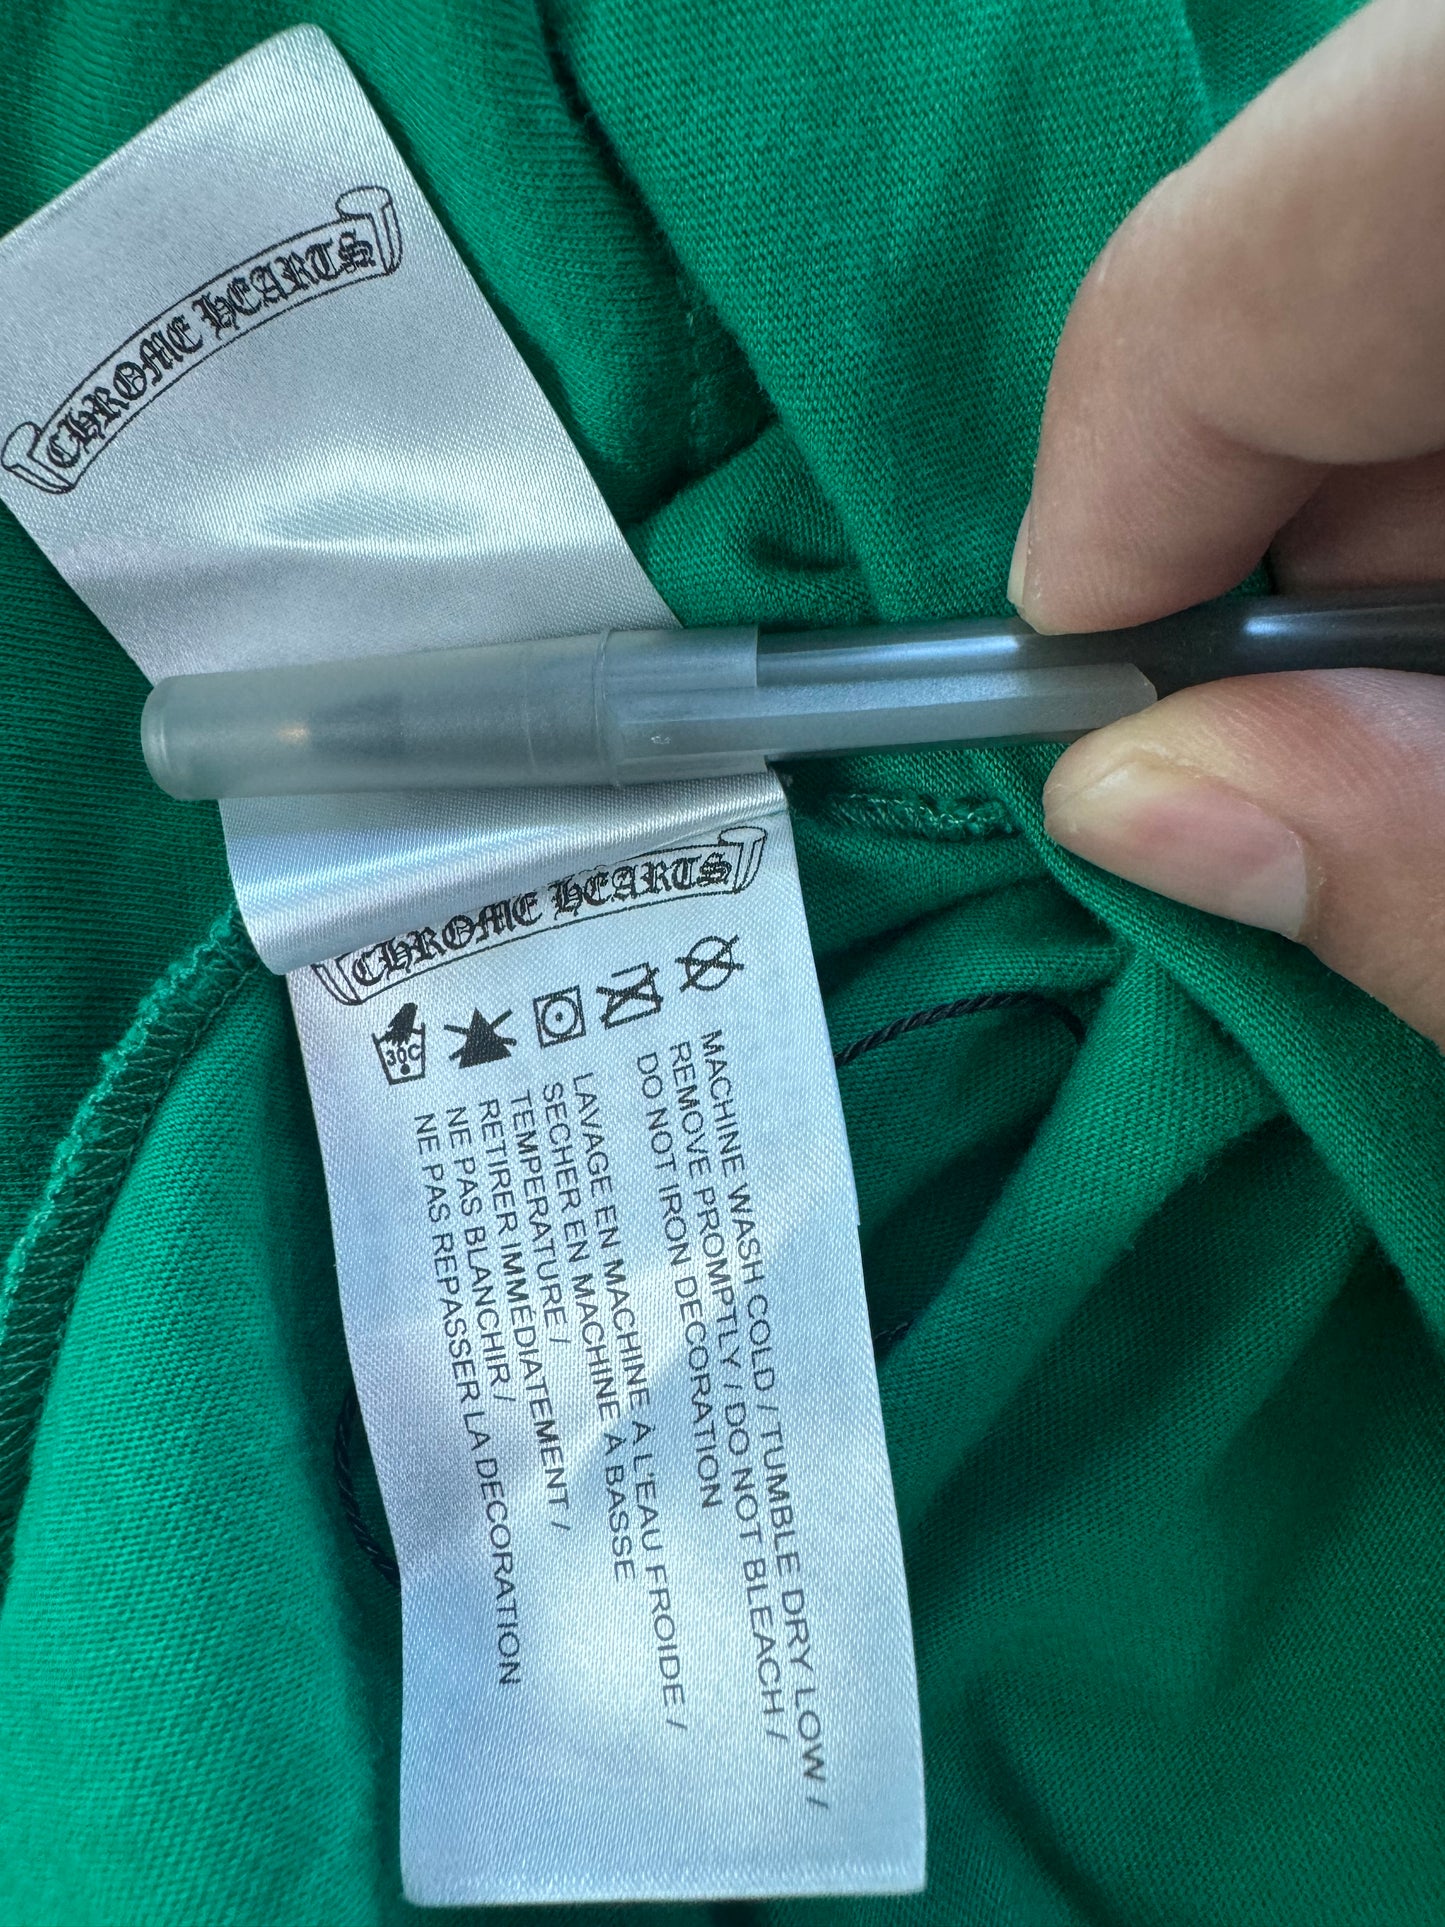 CHROME HEARTS
CHROME HEARTS
30C
MACHINE WASH COLD / TUMBLE DRY LOW /
REMOVE PROMPTLY / DO NOT BLEACH /
DO NOT IRON DECORATION
LAVAGE EN MACHINE À L'EAU FROIDE /
SECHER EN MACHINE À BASSE
TEMPERATURE /
RETIRER IMMÉDIATEMENT /
NE PAS BLANCHIR /
NE PAS REPASSER LA DECORATION